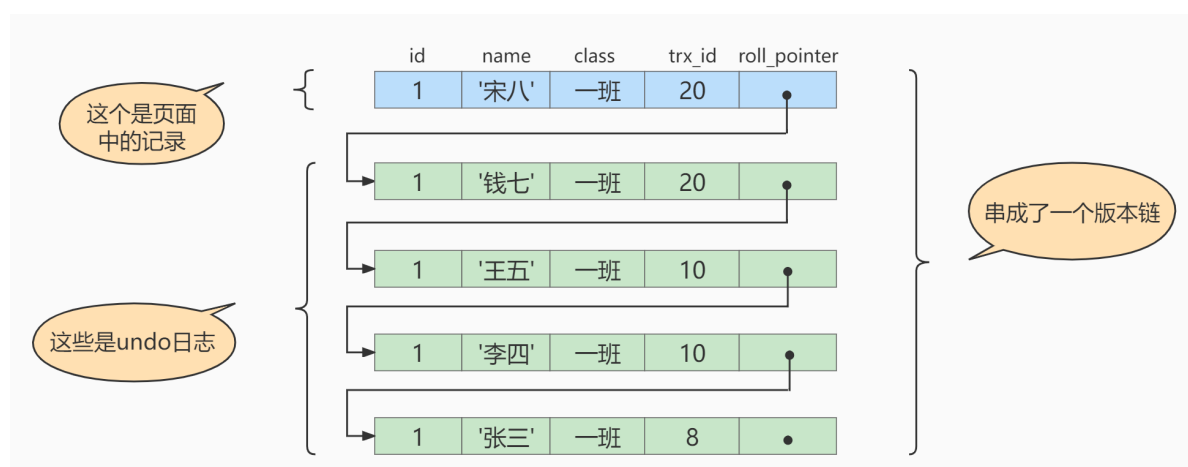 id name class trx_id roll_pointer
1 '宋八' 一班 20
这个是页面
中的记录
1 '钱七' 一班 20
串成了一个版本链
1 '王五' 一班 10
这些是undo日志
1 '李四' 一班 10
1 '张三' 一班 8